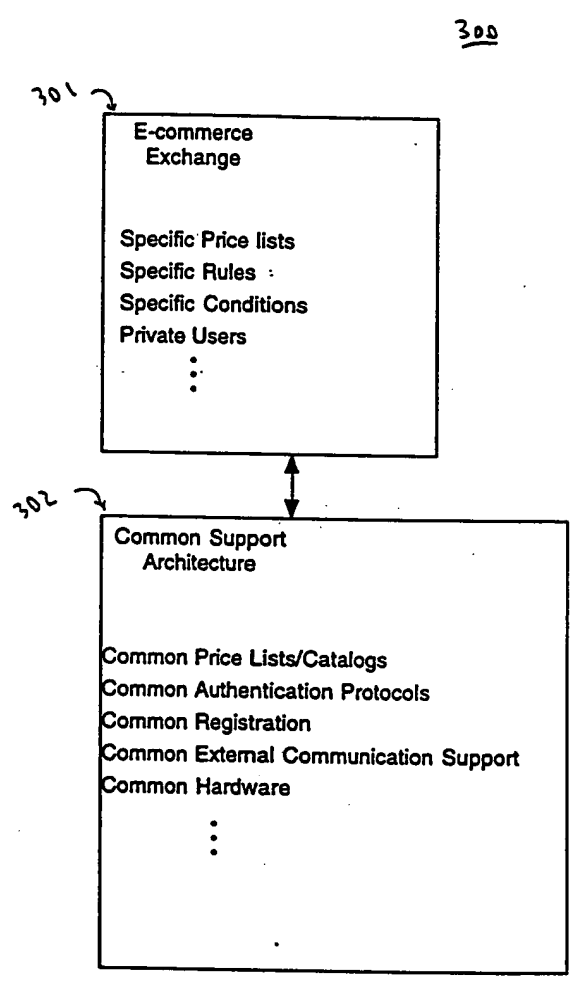 300
301
E-commerce
Exchange
Specific Price lists
Specific Rules :
Specific Conditions
Private Users
302
Common Support
Architecture
Common Price Lists/Catalogs
Common Authentication Protocols
Common Registration
Common External Communication Support
Common Hardware